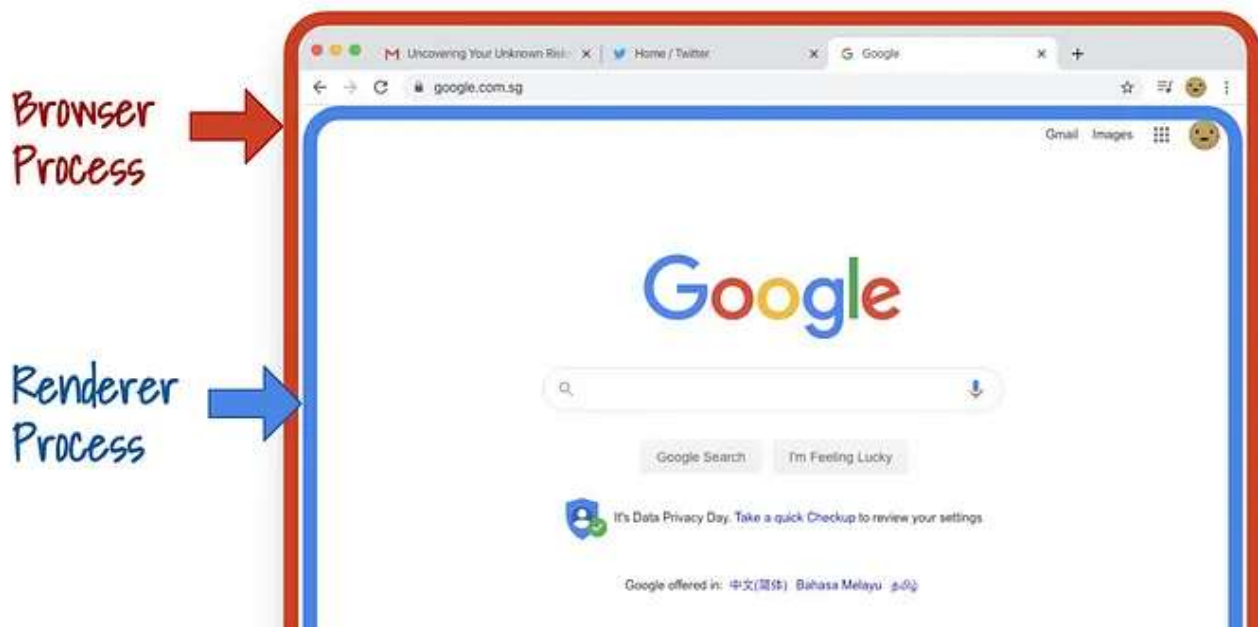 M Uncovering Your Unknown Risk
Home / Twitter
G Google
google.com.sg
Browser
Process
Gmail Images
Google
Renderer
Process
Google Search I'm Feeling Lucky
It's Data Privacy Day. Take a quick Checkup to review your settings
Google offered in: 中文(简体) Bahasa Melayu தமிழ்